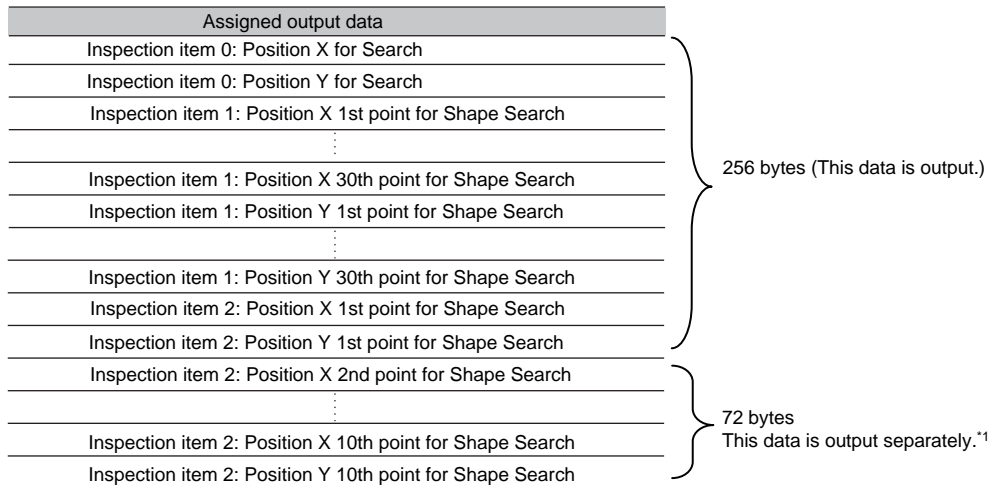 Assigned output data
Inspection item 0: Position X for Search
Inspection item 0: Position Y for Search
Inspection item 1: Position X 1st point for Shape Search
Inspection item 1: Position X 30th point for Shape Search
Inspection item 1: Position Y 1st point for Shape Search
Inspection item 1: Position Y 30th point for Shape Search
Inspection item 2: Position X 1st point for Shape Search
Inspection item 2: Position Y 1st point for Shape Search
Inspection item 2: Position X 2nd point for Shape Search
Inspection item 2: Position X 10th point for Shape Search
Inspection item 2: Position Y 10th point for Shape Search
256 bytes (This data is output.)
72 bytes
This data is output separately.*1